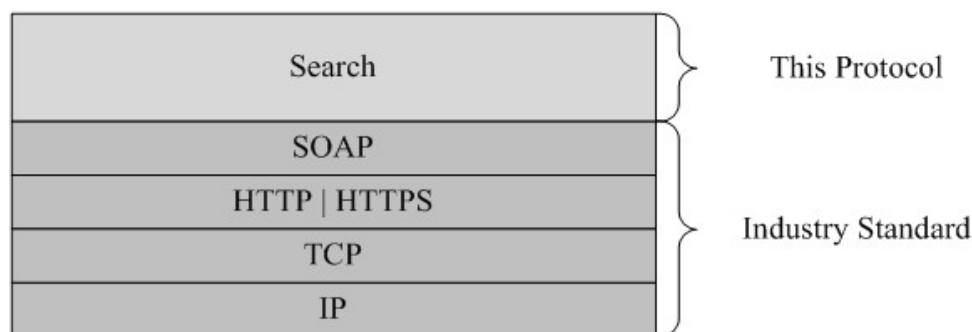 Search
This Protocol
SOAP
HTTP | HTTPS
Industry Standard
TCP
IP